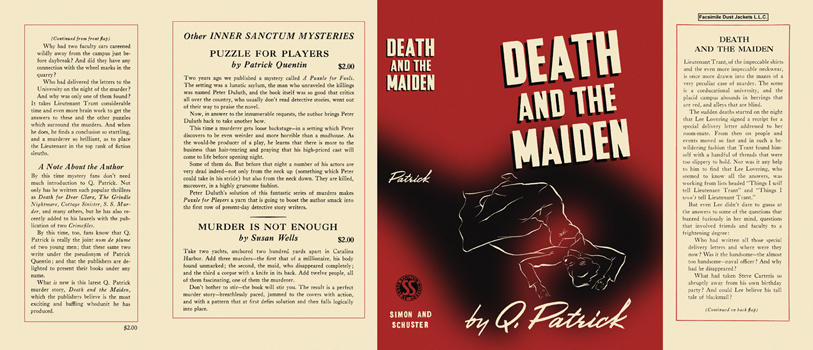 (Continued from front flap)
Why had two faculty cars careened
wildly away from the campus just be-
fore daybreak? And did they have any
connection with the wheel marks in the
quarry?
Who had delivered the letters to the
University on the night of the murder?
And why was only one of them found?
It takes Lieutenant Trant considerable
time and even more brain work to get the
answers to these and the other puzzles
which surround the murders. And when
he does, he finds a conclusion so startling,
and a murderer so brilliant, as to place
the Lieutenant in the top rank of fiction
sleuths.
A Note About the Author
By this time mystery fans don't need
much introduction to Q. Patrick. Not
only has he written such popular thrillers
as Death for Dear Clara, The Grindle
Nightmare, Cottage Sinister, S. S. Mur-
der, and many others, but he has also re-
cently added to his laurels with the publi-
cation of two Crimefiles.
By this time, too, fans know that Q.
Patrick is really the joint nom de plume
of two young men; that these same two
write under the pseudonym of Patrick
Quentin; and that the publishers are de-
lighted to present their books under any
name.
What is new is this latest Q. Patrick
murder story, Death and the Maiden,
which the publishers believe is the most
exciting and baffling whodunit he has
produced.
$2.00
Other INNER SANCTUM MYSTERIES
PUZZLE FOR PLAYERS
by Patrick Quentin $2.00
Two years ago we published a mystery called A Puzzle for Fools.
The setting was a lunatic asylum, the man who unraveled the killings
was named Peter Duluth, and the book itself was so good that critics
all over the country, who usually don't read detective stories, went out
of their way to praise the novel.
Now, in answer to the innumerable requests, the author brings Peter
Duluth back to take another bow.
This time a murderer gets loose backstage—in a setting which Peter
discovers to be even weirder and more horrible than a madhouse. As
the would-be producer of a play, he learns that there is more to the
business than hair-tearing and praying that his high-priced cast will
come to life before opening night.
Some of them do. But before that night a number of his actors are
very dead indeed—not only from the neck up (something which Peter
could take in his stride) but also from the neck down. They are killed,
moreover, in a highly gruesome fashion.
Peter Duluth's solution of this fantastic series of murders makes
Puzzle for Players a yarn that is going to boost the author smack into
the first row of present-day detective story writers.
MURDER IS NOT ENOUGH
by Susan Wells $2.00
Take two yachts, anchored two hundred yards apart in Catalina
Harbor. Add three murders—the first that of a millionaire, his body
found unmarked; the second, the maid, who disappeared completely;
and the third a corpse with a knife in its back. Add twelve people, all
of them fascinating, one of them the murderer.
Don't bother to stir—the book will stir you. The result is a perfect
murder story—breathlessly paced, jammed to the covers with action,
and with a pattern that at first defies solution and then falls logically
into place.
DEATH
AND THE
MAIDEN
Patrick
SIMON AND
SCHUSTER
DEATH
AND THE
MAIDEN
by Q. Patrick
Facsimile Dust Jackets L.L.C.
DEATH
AND THE MAIDEN
Lieutenant Trant, of the impeccable shirts
and the even more impeccable neckwear,
is once more drawn into the mazes of a
very peculiar case of murder. The scene
is a coeducational university, and the
placid campus abounds in herrings that
are red, and alleys that are blind.
The sudden deaths started on the night
that Lee Lovering signed a receipt for a
special delivery letter addressed to her
room-mate. From then on people and
events moved so fast and in such a be-
wildering fashion that Trant found him-
self with a handful of threads that were
too slippery to hold. Nor was it any help
to him to find that Lee Lovering, who
seemed to know all the answers, was
working from lists headed "Things I will
tell Lieutenant Trant" and "Things I
won't tell Lieutenant Trant."
But even Lee didn't dare to guess at
the answers to some of the questions that
buzzed furiously in her mind, questions
that involved friends and faculty to a
frightening degree:
Who had written all those special
delivery letters and where were they
now? Was it the handsome—the almost
too handsome—naval officer? And why
had he disappeared?
What had taken Steve Carteris so
abruptly away from his own birthday
party? And could Lee believe his tall
tale of blackmail?
(Continued on back flap)